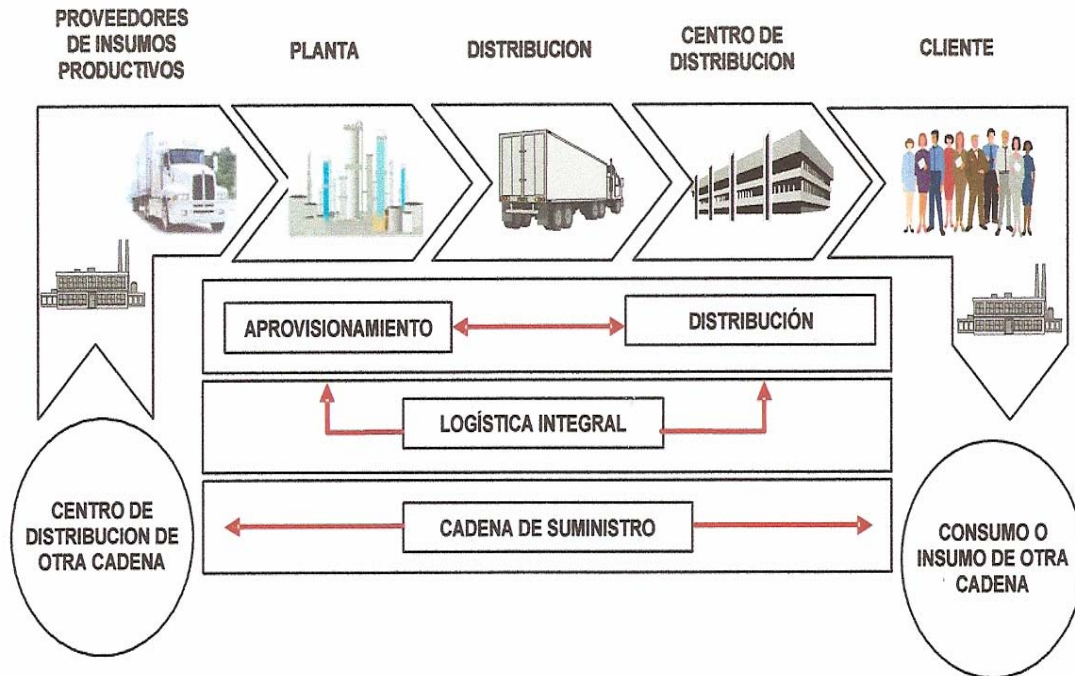 PROVEEDORES
DE INSUMOS
PRODUCTIVOS
PLANTA
DISTRIBUCION
CENTRO DE
DISTRIBUCION
CLIENTE
APROVISIONAMIENTO
DISTRIBUCIÓN
LOGÍSTICA INTEGRAL
CADENA DE SUMINISTRO
CENTRO DE
DISTRIBUCION DE
OTRA CADENA
CONSUMO O
INSUMO DE OTRA
CADENA